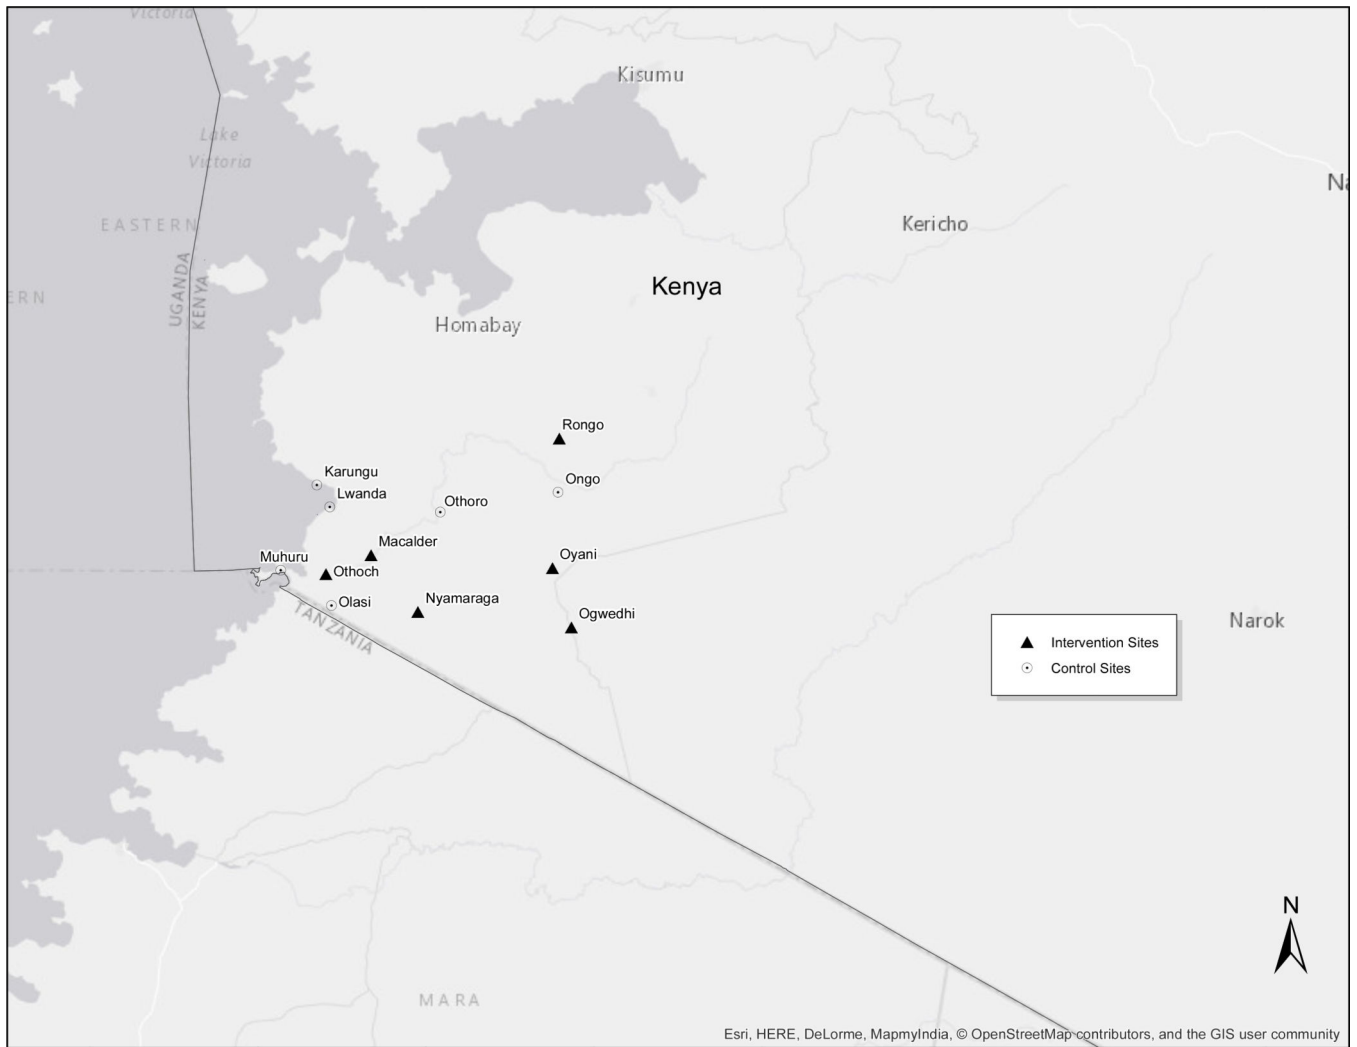 Victoria
Kisumu
Lake
Victoria
Na
EASTERN
Kericho
UGANDA
KENYA
Kenya
ERN
Homabay
Rongo
Karungu
Ongo
Lwanda
Othoro
Macalder
Muhuru
Oyani
Othoch
Olasi
Nyamaraga
Ogwedhi
TANZANIA
Narok
Intervention Sites
Control Sites
N
MARA
Esri, HERE, DeLorme, MapmyIndia, © OpenStreetMap contributors, and the GIS user community